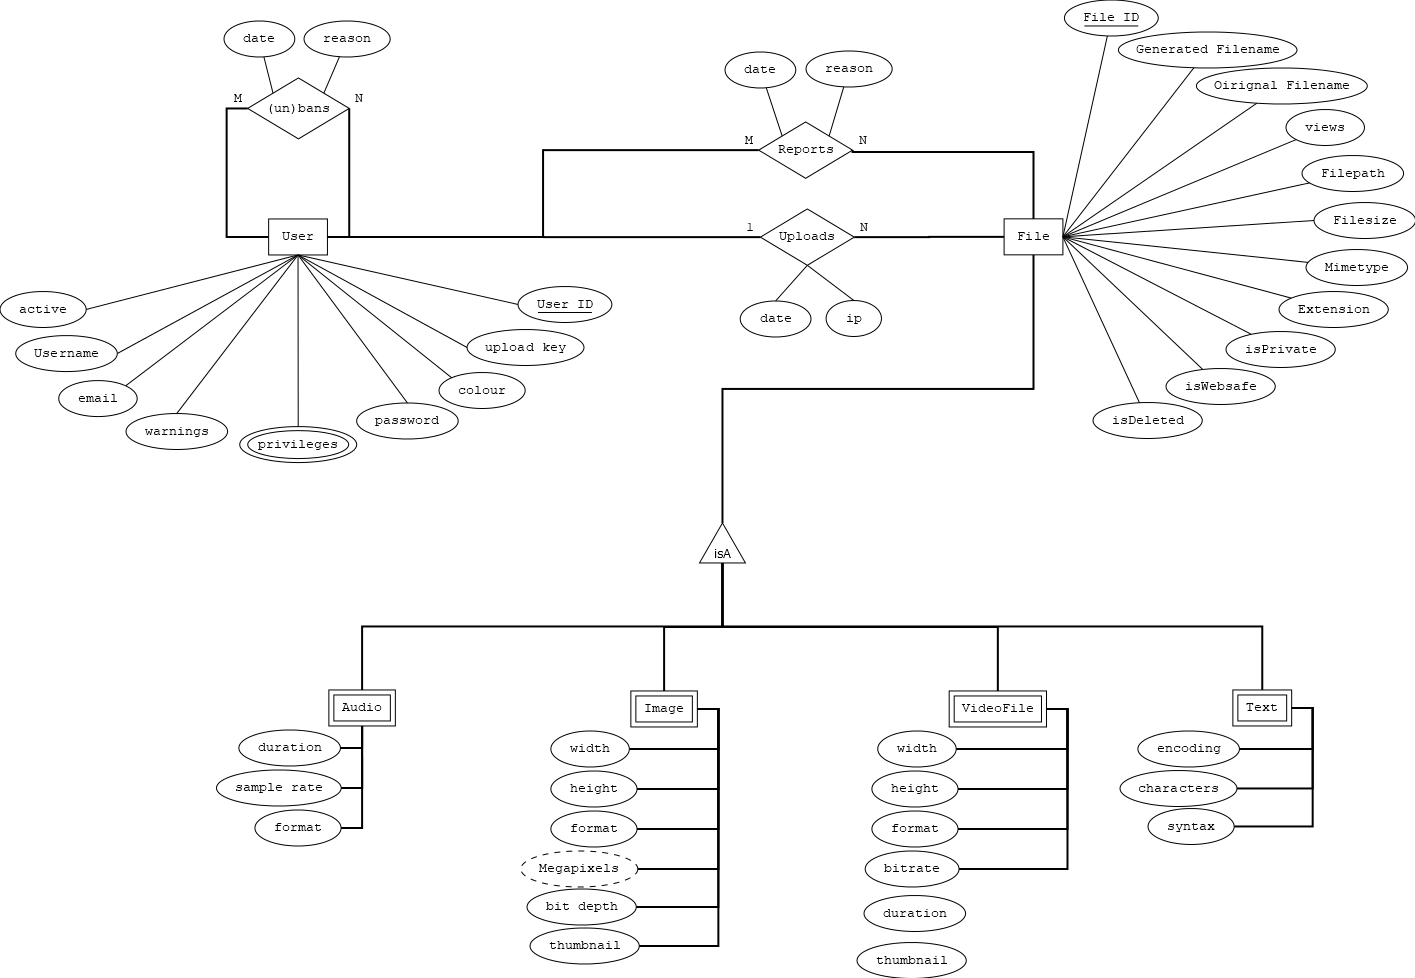 File ID
date
reason
Generated Filename
date
reason
Oirignal Filename
M
(un)bans
N
views
M
Reports
N
Filepath
Filesize
User
1
Uploads
N
File
Mimetype
active
User ID
date
ip
Extension
Username
upload key
isPrivate
email
colour
isWebsafe
warnings
password
isDeleted
privileges
isA
Audio
Image
VideoFile
Text
duration
width
width
encoding
sample rate
height
height
characters
format
format
format
syntax
Megapixels
bitrate
bit depth
duration
thumbnail
thumbnail